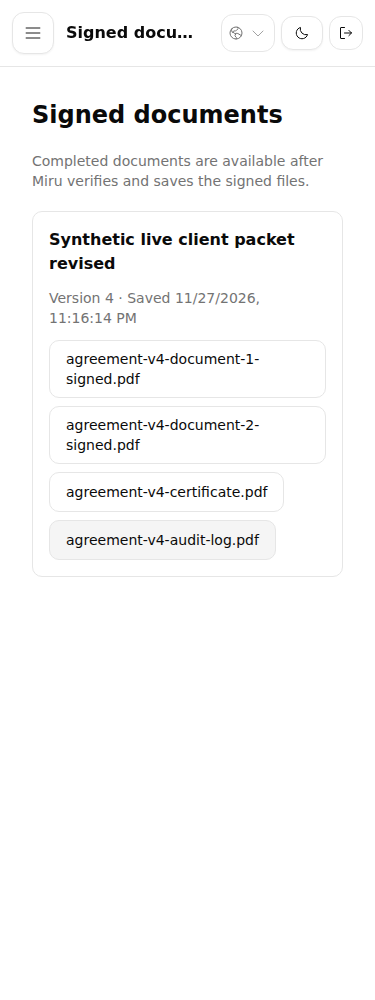 Signed docu…
Signed documents
Completed documents are available after
Miru verifies and saves the signed files.
Synthetic live client packet
revised
Version 4 · Saved 11/27/2026,
11:16:14 PM
agreement-v4-document-1-
signed.pdf
agreement-v4-document-2-
signed.pdf
agreement-v4-certificate.pdf
agreement-v4-audit-log.pdf